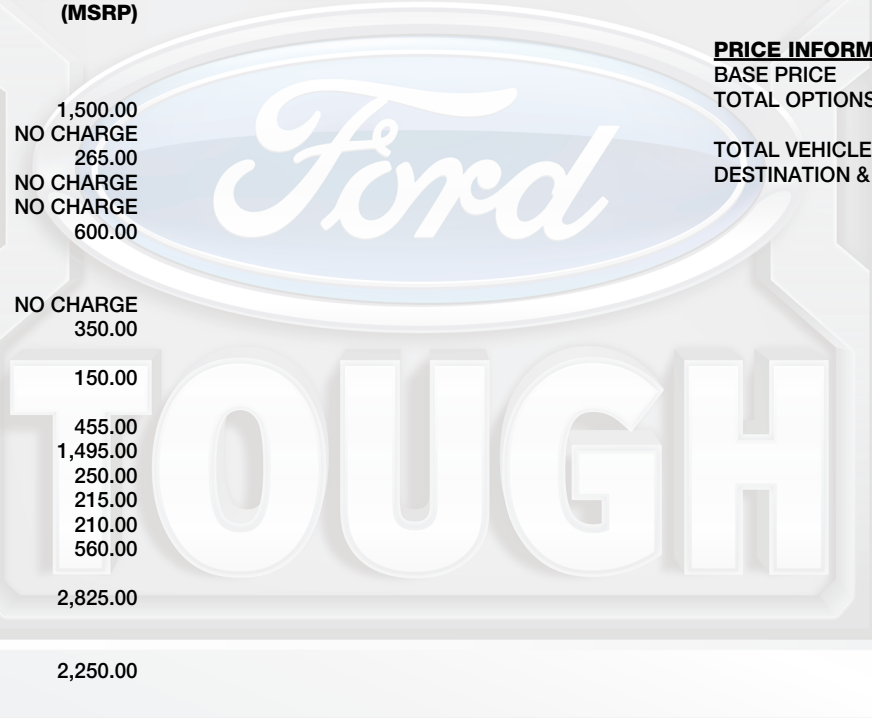 (MSRP)
1,500.00
NO CHARGE
265.00
NO CHARGE
NO CHARGE
600.00
NO CHARGE
350.00
150.00
455.00
1,495.00
250.00
215.00
210.00
560.00
2,825.00
2,250.00
PRICE INFORM
BASE PRICE
TOTAL OPTIONS
TOTAL VEHICLE
DESTINATION &
Ford
TOUGH